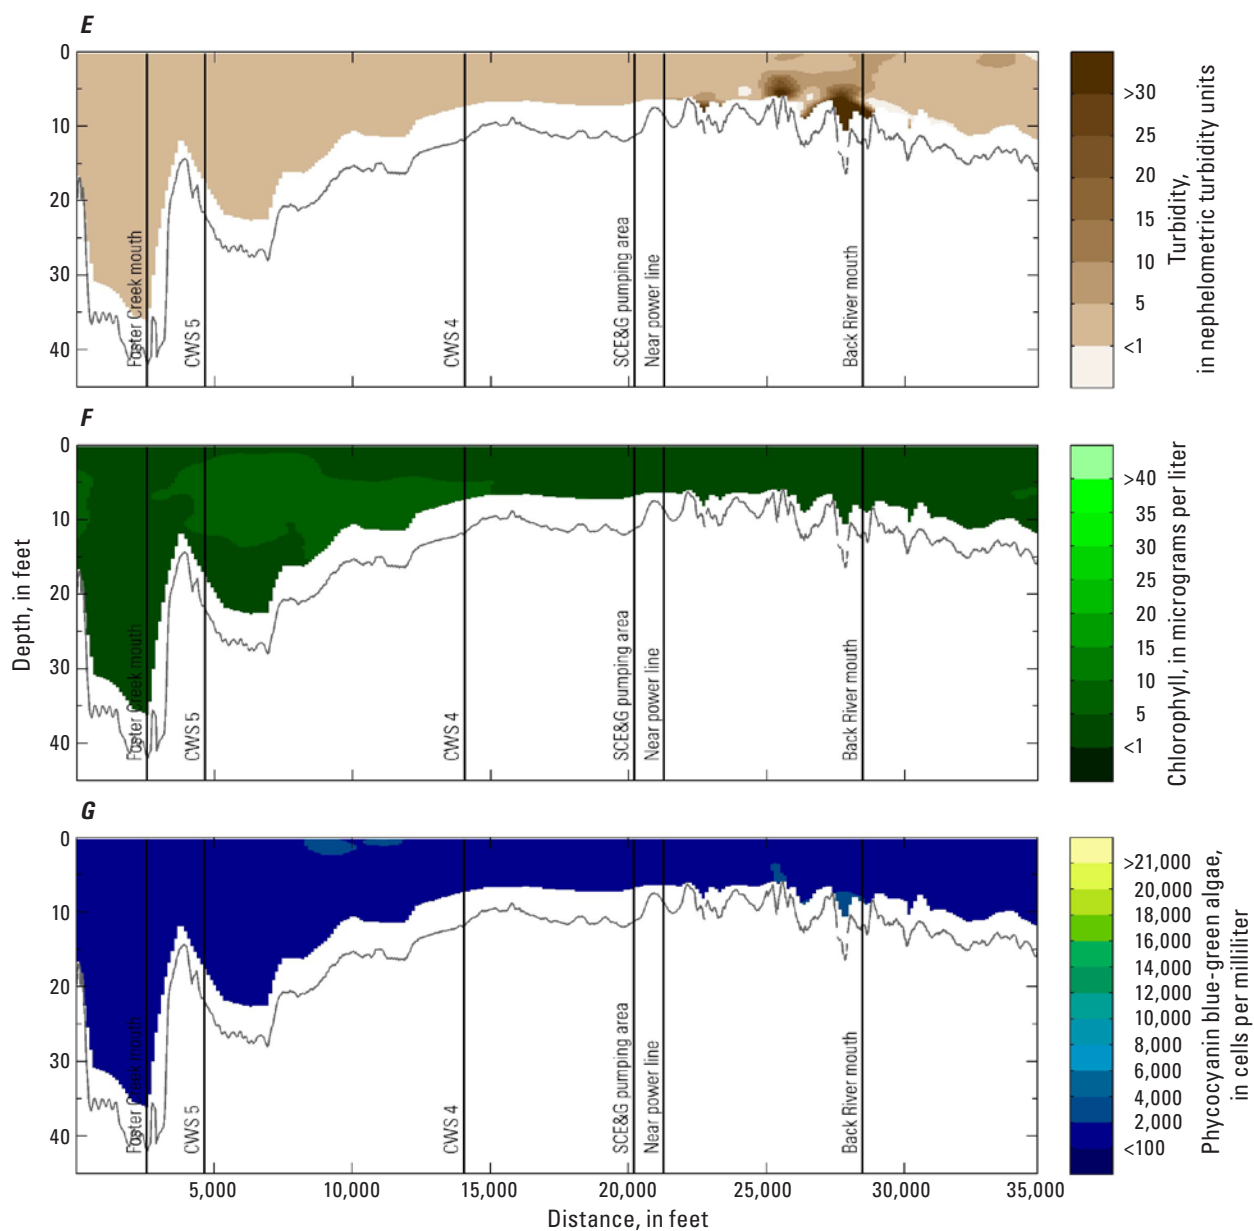 E
0
10
20
30
40
Foster Creek mouth
CWS 5
CWS 4
SCE&G pumping area
Near power line
Back River mouth
>30
25
20
15
10
5
<1
Turbidity,
in nephelometric turbidity units
F
0
10
20
30
40
Depth, in feet
Foster Creek mouth
CWS 5
CWS 4
SCE&G pumping area
Near power line
Back River mouth
>40
35
30
25
20
15
10
5
<1
Chlorophyll, in micrograms per liter
G
0
10
20
30
40
Foster Creek mouth
CWS 5
CWS 4
SCE&G pumping area
Near power line
Back River mouth
>21,000
20,000
18,000
16,000
14,000
12,000
10,000
8,000
6,000
4,000
2,000
<100
Phycocyanin blue-green algae,
in cells per milliliter
5,000 10,000 15,000 20,000 25,000 30,000 35,000
Distance, in feet